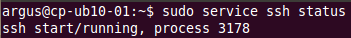 argus@cp-ub10-01:~$ sudo service ssh status
ssh start/running, process 3178